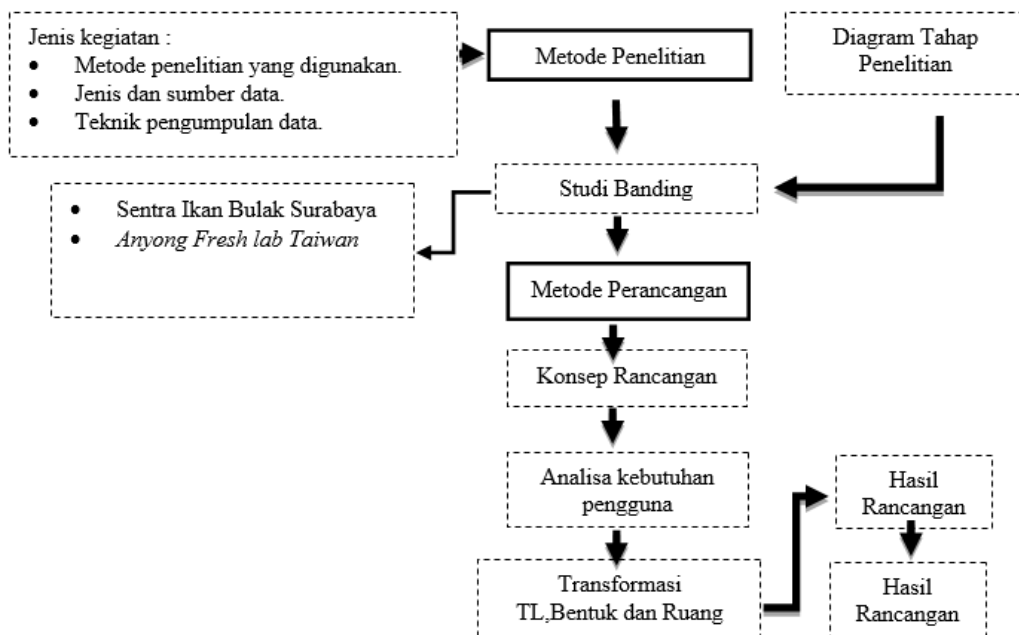 Jenis kegiatan :
• Metode penelitian yang digunakan.
• Jenis dan sumber data.
• Teknik pengumpulan data.
Metode Penelitian
Diagram Tahap
Penelitian
Studi Banding
• Sentra Ikan Bulak Surabaya
• Anyong Fresh lab Taiwan
Metode Perancangan
Konsep Rancangan
Analisa kebutuhan
pengguna
Transformasi
TL,Bentuk dan Ruang
Hasil
Rancangan
Hasil
Rancangan